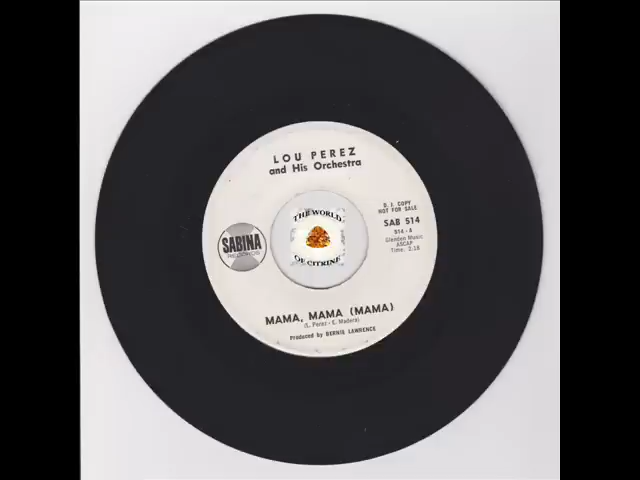 LOU PEREZ
and His Orchestra
D. J. COPY
NOT FOR SALE
SAB 514
514 - A
Glenden Music
ASCAP
Time: 2.18
SABINA
RECORDS
THE WORLD
OF CITRINE
MAMA, MAMA (MAMA)
(L. Perez - E. Madera)
Produced by BERNIE LAWRENCE